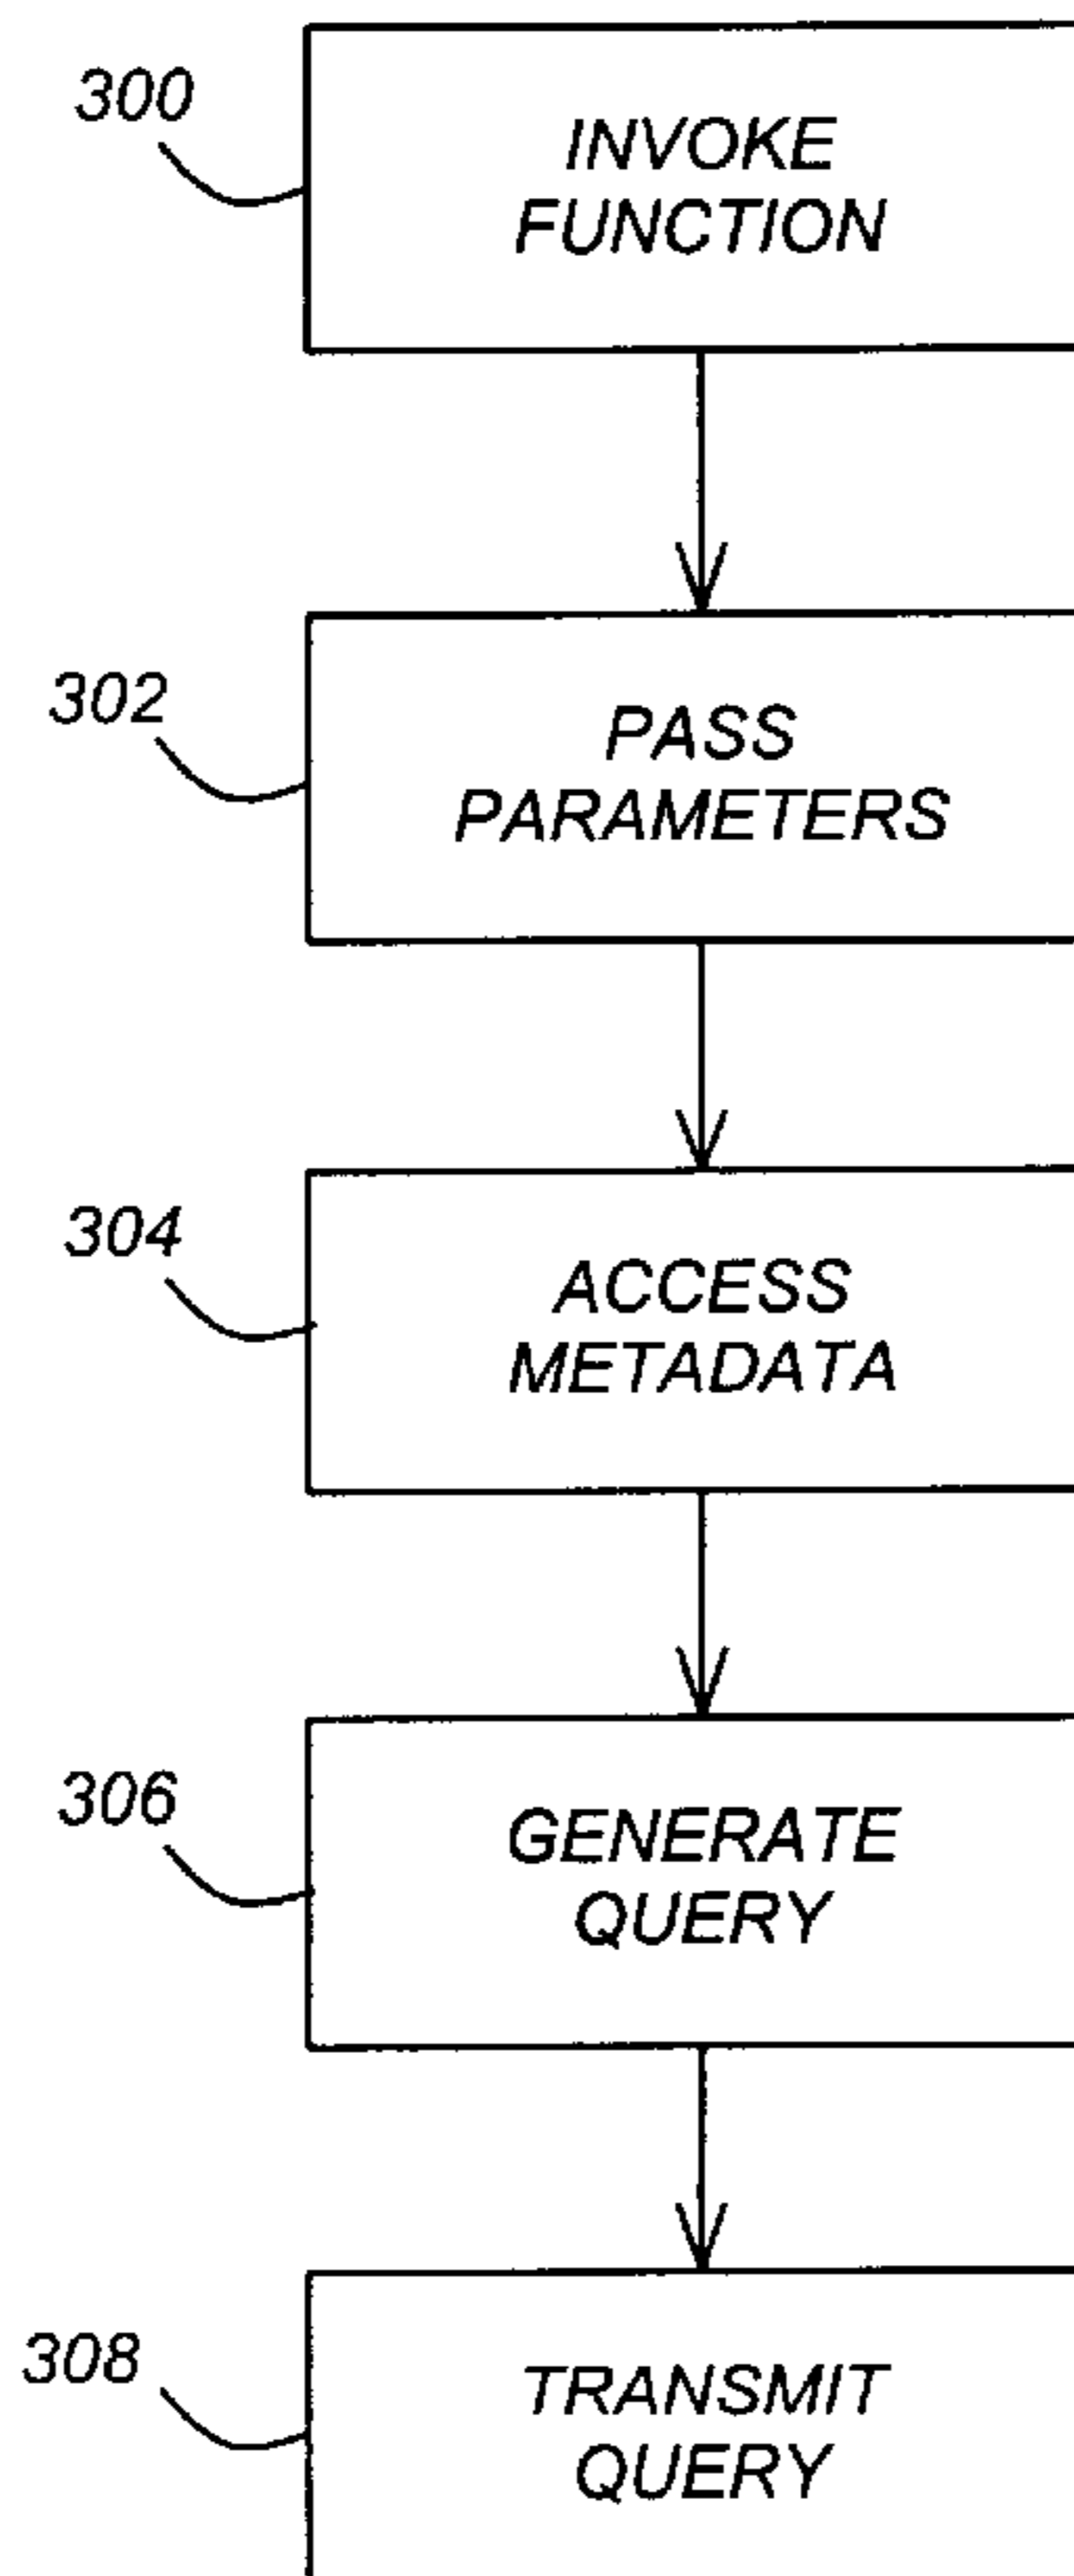 300
INVOKE
FUNCTION
302
PASS
PARAMETERS
304
ACCESS
METADATA
306
GENERATE
QUERY
308
TRANSMIT
QUERY